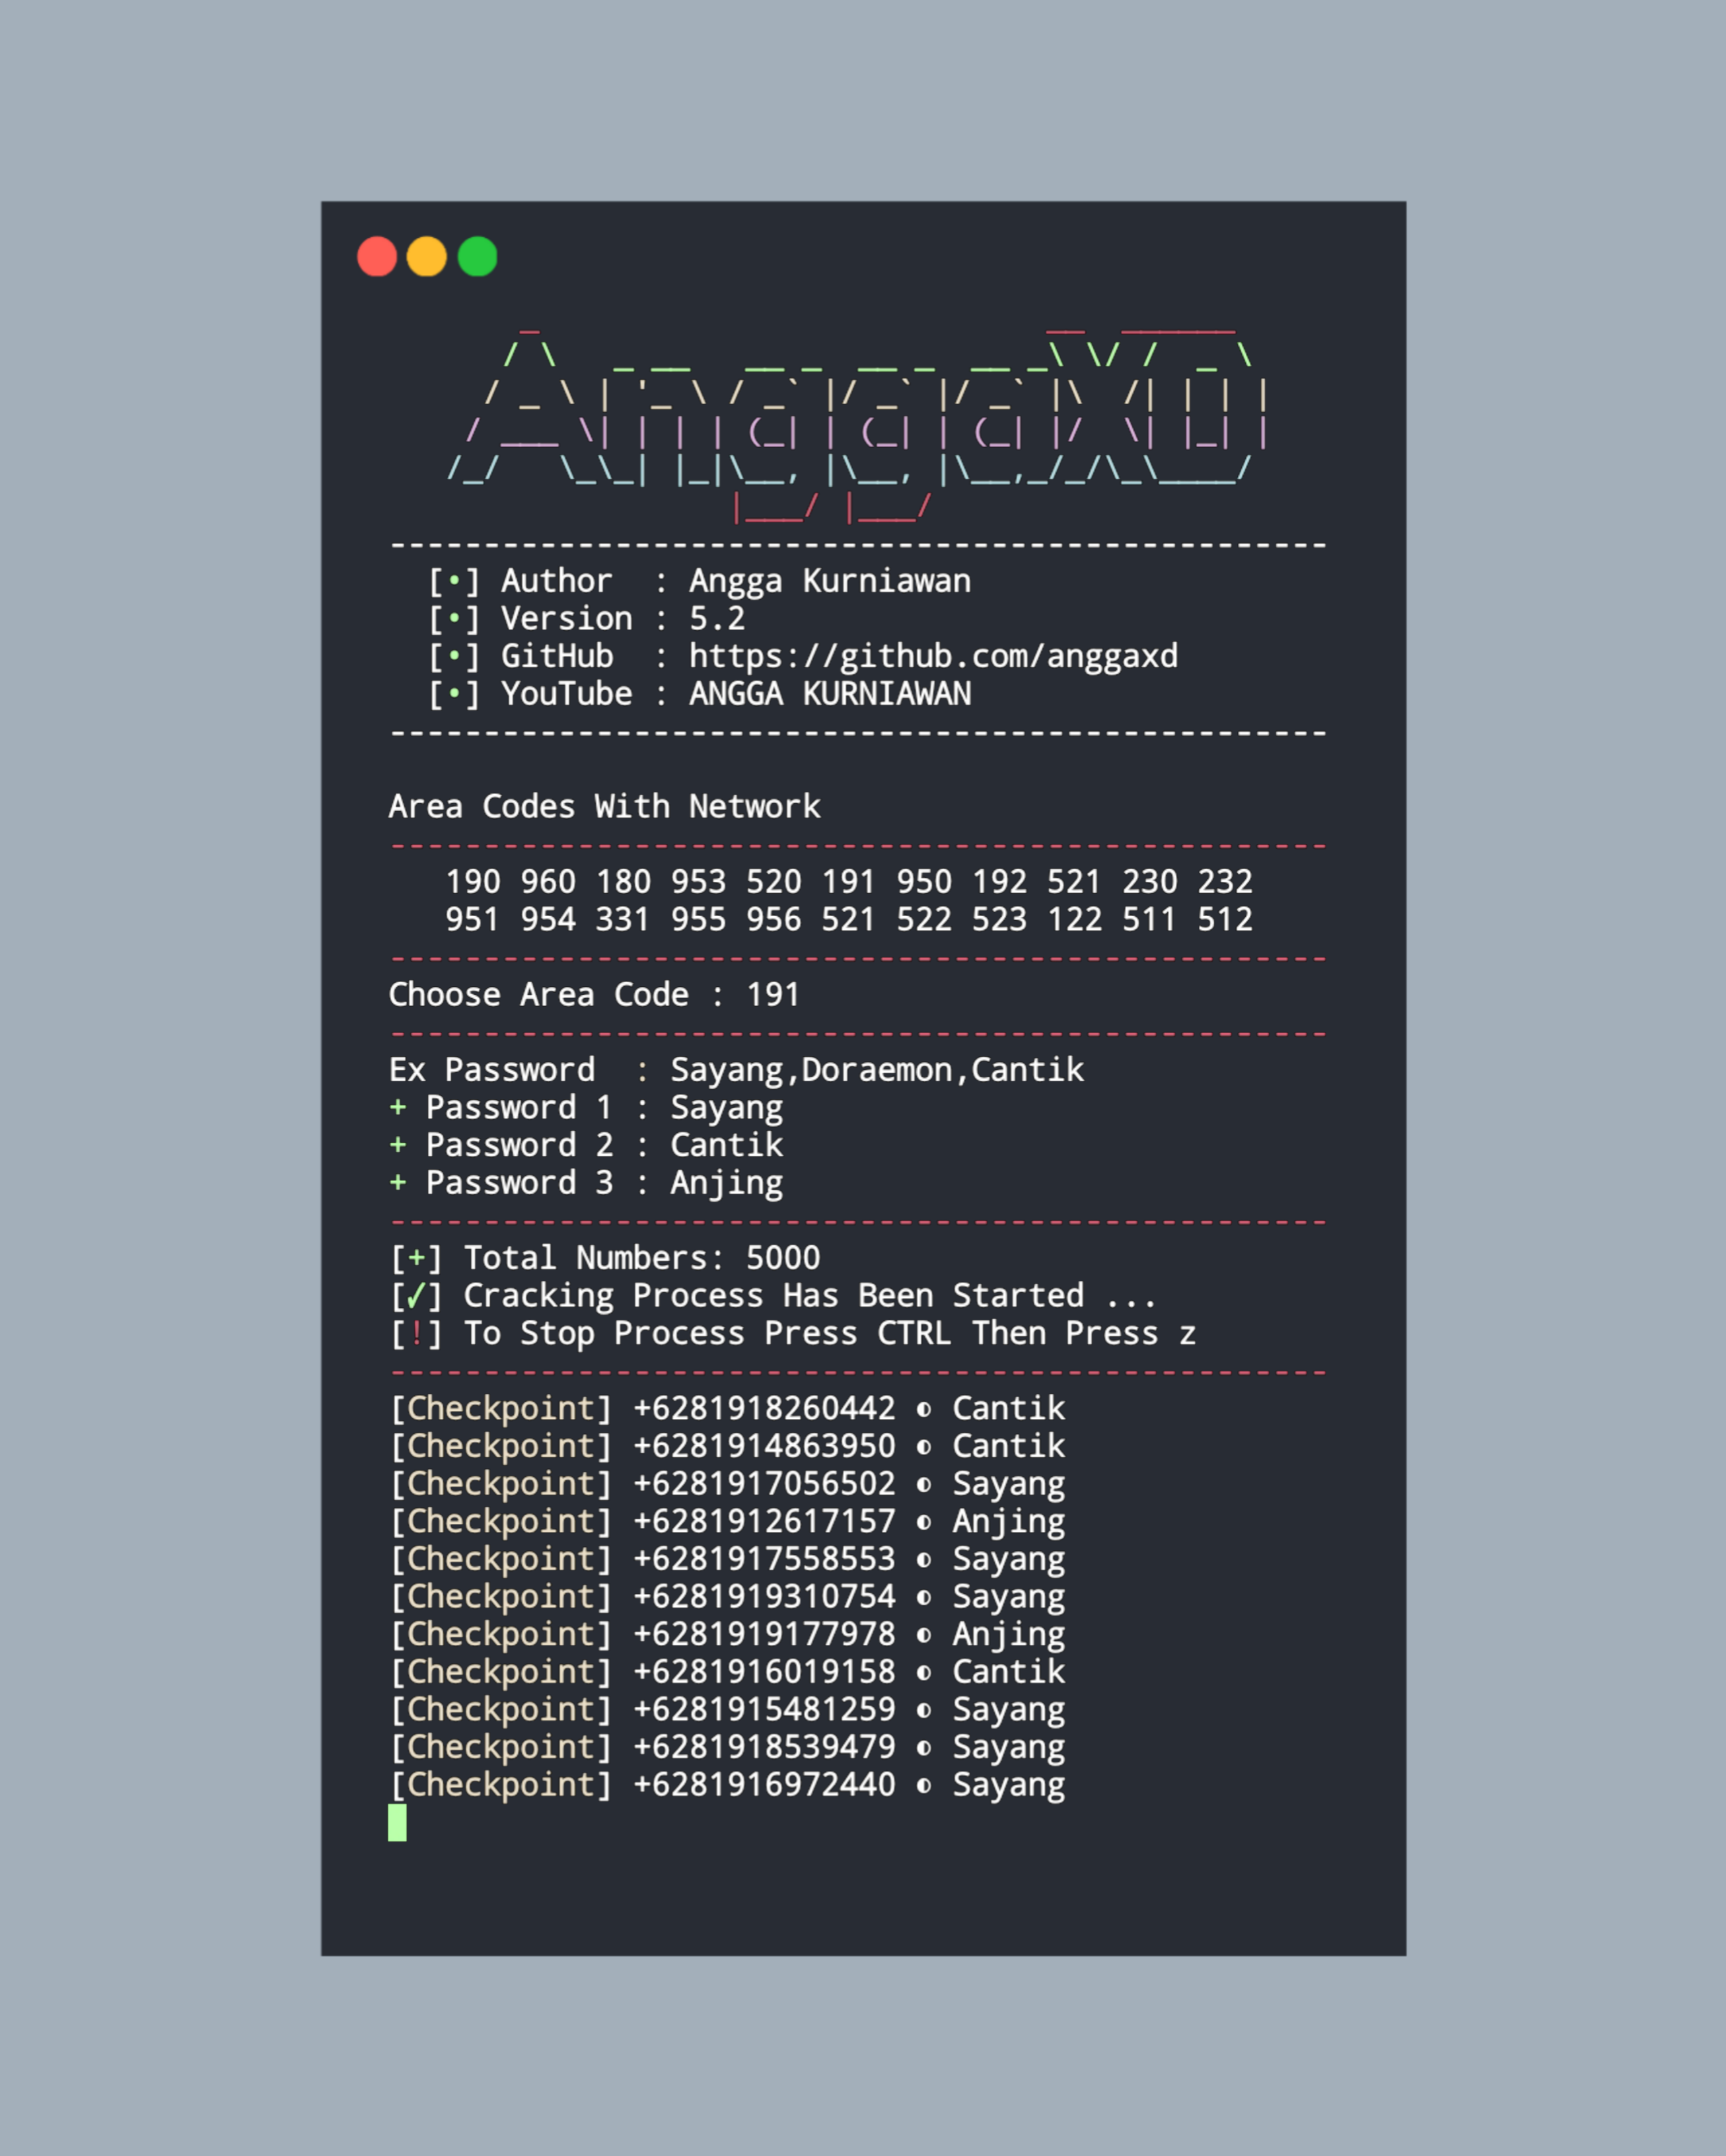 AnggaXD
--------------------------------------------------
[•] Author  : Angga Kurniawan
[•] Version : 5.2
[•] GitHub  : https://github.com/anggaxd
[•] YouTube : ANGGA KURNIAWAN
--------------------------------------------------
Area Codes With Network
--------------------------------------------------
190 960 180 953 520 191 950 192 521 230 232
951 954 331 955 956 521 522 523 122 511 512
--------------------------------------------------
Choose Area Code : 191
--------------------------------------------------
Ex Password  : Sayang,Doraemon,Cantik
+ Password 1 : Sayang
+ Password 2 : Cantik
+ Password 3 : Anjing
--------------------------------------------------
[+] Total Numbers: 5000
[✓] Cracking Process Has Been Started ...
[!] To Stop Process Press CTRL Then Press z
--------------------------------------------------
[Checkpoint] +6281918260442 ◐ Cantik
[Checkpoint] +6281914863950 ◐ Cantik
[Checkpoint] +6281917056502 ◐ Sayang
[Checkpoint] +6281912617157 ◐ Anjing
[Checkpoint] +6281917558553 ◐ Sayang
[Checkpoint] +6281919310754 ◐ Sayang
[Checkpoint] +6281919177978 ◐ Anjing
[Checkpoint] +6281916019158 ◐ Cantik
[Checkpoint] +6281915481259 ◐ Sayang
[Checkpoint] +6281918539479 ◐ Sayang
[Checkpoint] +6281916972440 ◐ Sayang